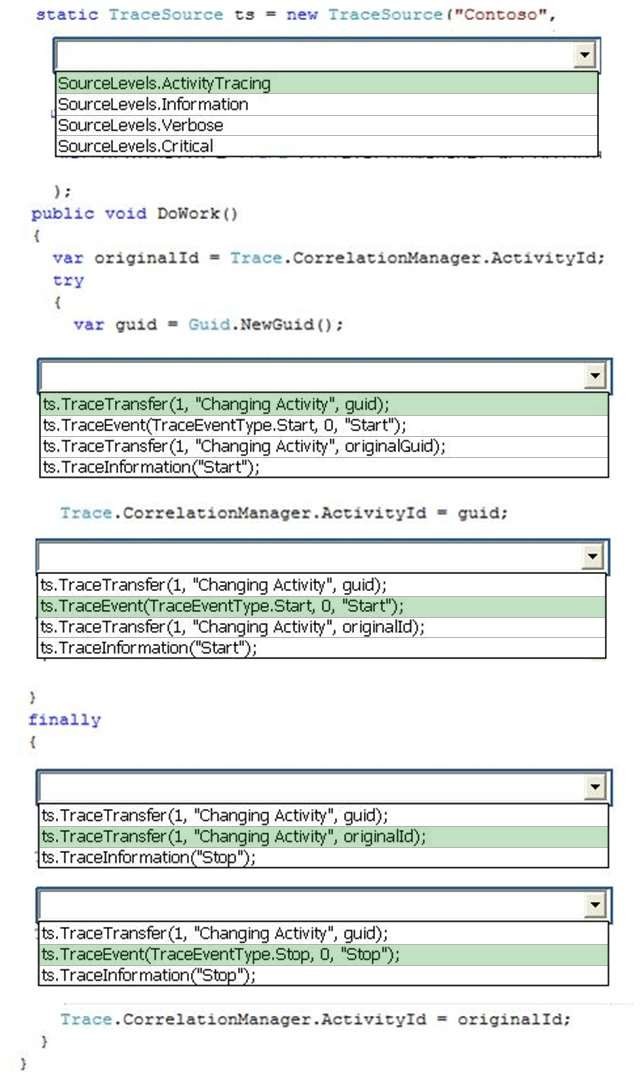 static TraceSource ts = new TraceSource("Contoso",
SourceLevels.ActivityTracing
SourceLevels.Information
SourceLevels.Verbose
SourceLevels.Critical
);
public void DoWork()
{
var originalId = Trace.CorrelationManager.ActivityId;
try
{
var guid = Guid.NewGuid();
ts.TraceTransfer(1, "Changing Activity", guid);
ts.TraceEvent(TraceEventType.Start, 0, "Start");
ts.TraceTransfer(1, "Changing Activity", originalGuid);
ts.TraceInformation("Start");
Trace.CorrelationManager.ActivityId = guid;
ts.TraceTransfer(1, "Changing Activity", guid);
ts.TraceEvent(TraceEventType.Start, 0, "Start");
ts.TraceTransfer(1, "Changing Activity", originalId);
ts.TraceInformation("Start");
}
finally
{
ts.TraceTransfer(1, "Changing Activity", guid);
ts.TraceTransfer(1, "Changing Activity", originalId);
ts.TraceInformation("Stop");
ts.TraceTransfer(1, "Changing Activity", guid);
ts.TraceEvent(TraceEventType.Stop, 0, "Stop");
ts.TraceInformation("Stop");
Trace.CorrelationManager.ActivityId = originalId;
}
}